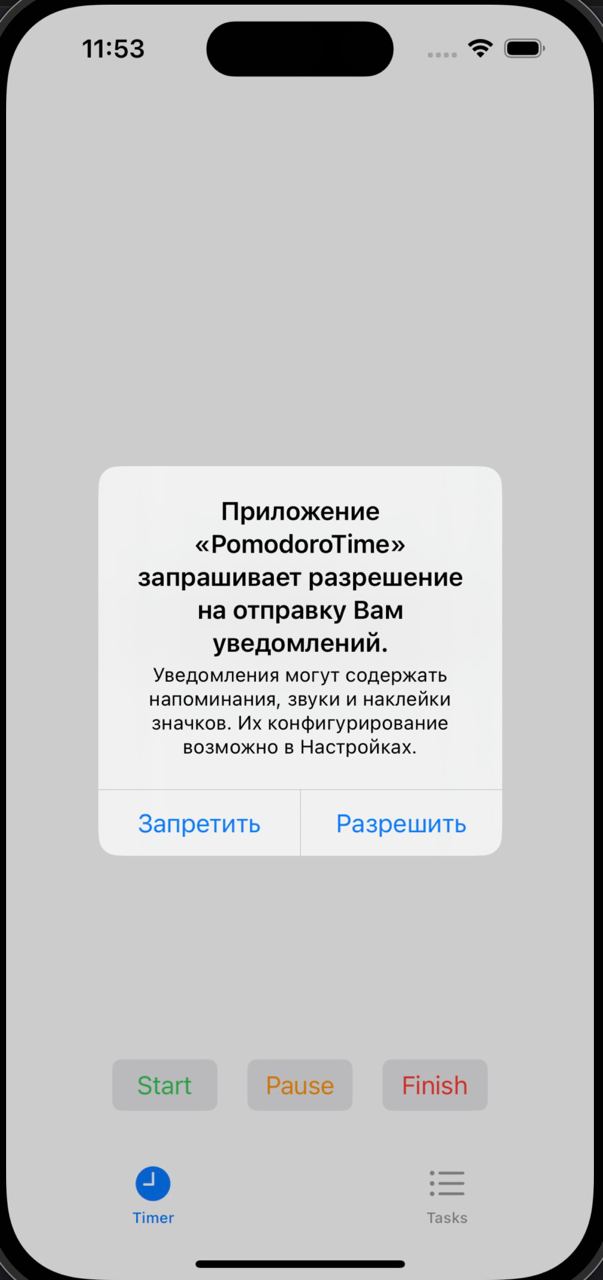 11:53
Приложение
«PomodoroTime»
запрашивает разрешение
на отправку Вам
уведомлений.
Уведомления могут содержать
напоминания, звуки и наклейки
значков. Их конфигурирование
возможно в Настройках.
Запретить Разрешить
Start Pause Finish
Timer Tasks